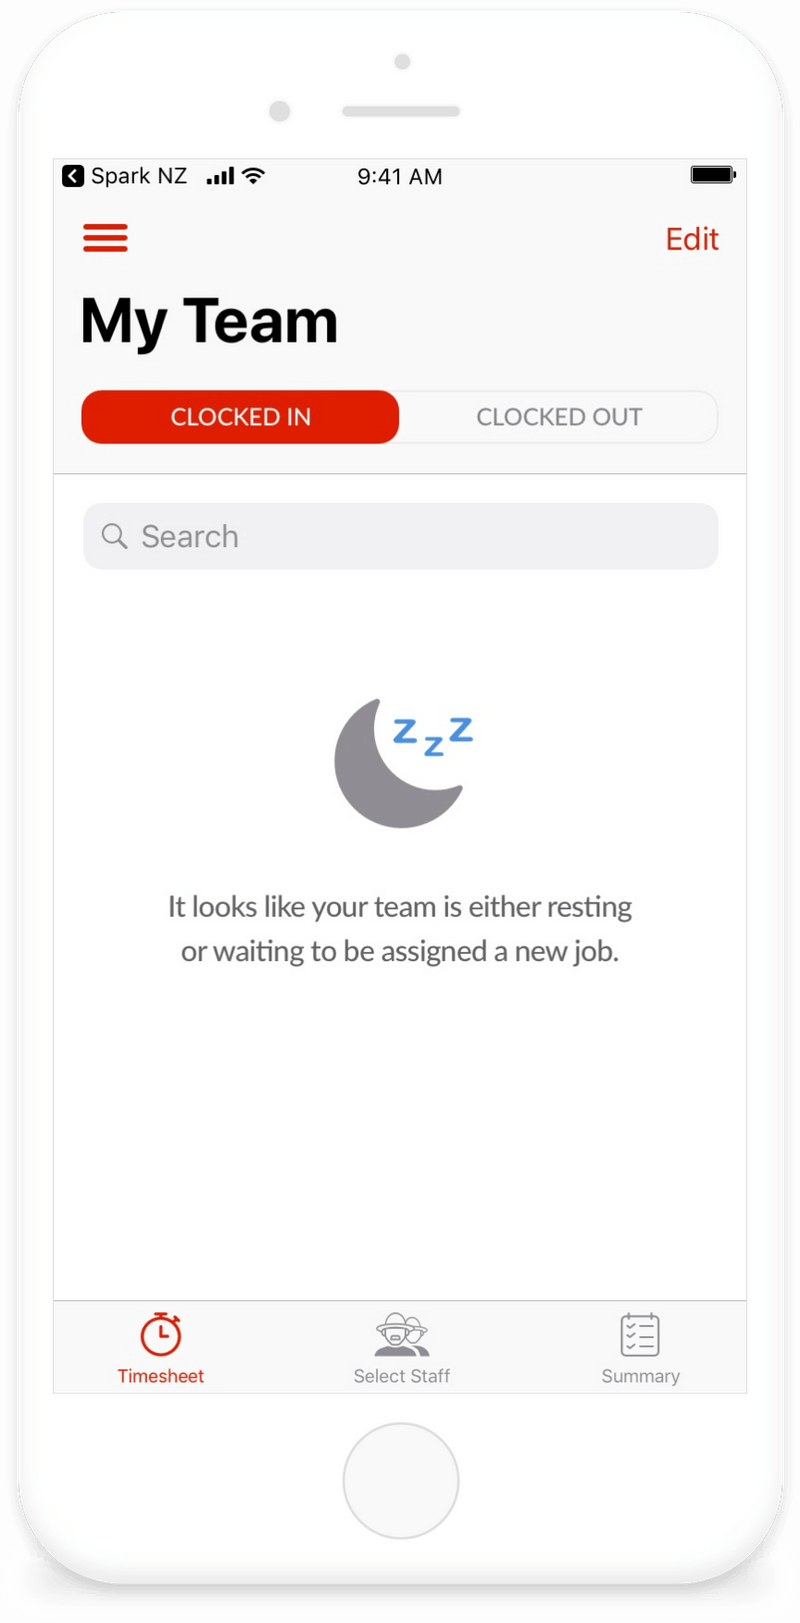 Spark NZ 9:41 AM
Edit
My Team
CLOCKED IN CLOCKED OUT
Search
z z z
It looks like your team is either resting
or waiting to be assigned a new job.
Timesheet Select Staff Summary